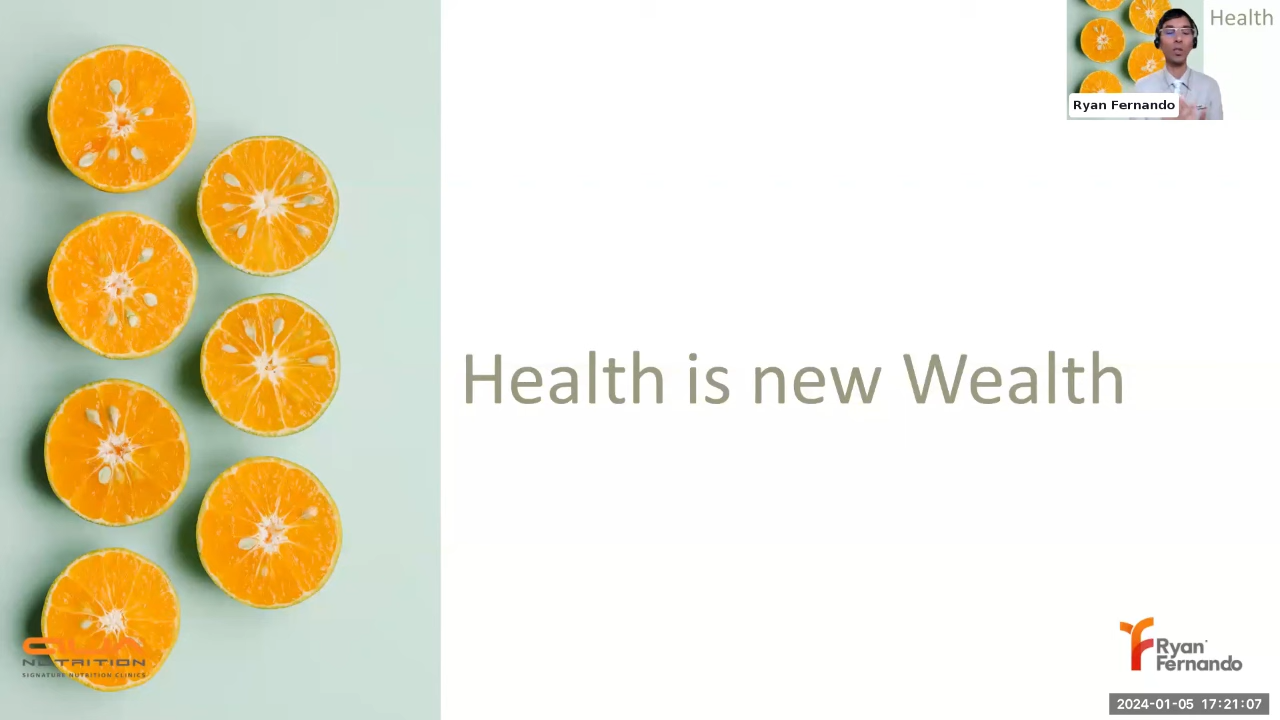 Health
Ryan Fernando
Health is new Wealth
QUA
NUTRITION
SIGNATURE NUTRITION CLINICS
Ryan
Fernando
2024-01-05 17:21:07